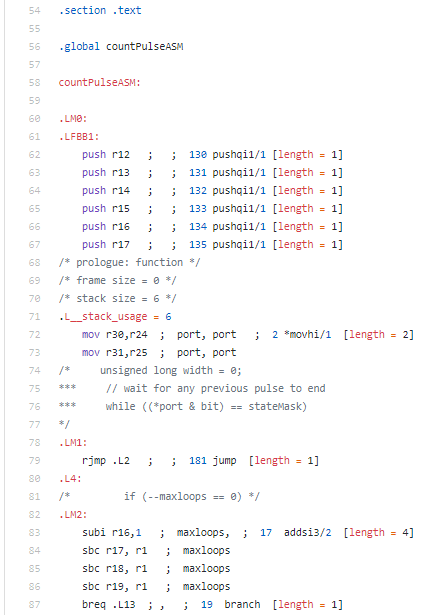 54 .section .text
55
56 .global countPulseASM
57
58 countPulseASM:
59
60 .LM0:
61 .LFBB1:
62 push r12 ; ; 130 pushqi1/1 [length = 1]
63 push r13 ; ; 131 pushqi1/1 [length = 1]
64 push r14 ; ; 132 pushqi1/1 [length = 1]
65 push r15 ; ; 133 pushqi1/1 [length = 1]
66 push r16 ; ; 134 pushqi1/1 [length = 1]
67 push r17 ; ; 135 pushqi1/1 [length = 1]
68 /* prologue: function */
69 /* frame size = 0 */
70 /* stack size = 6 */
71 .L__stack_usage = 6
72 mov r30,r24 ; port, port ; 2 *movhi/1 [length = 2]
73 mov r31,r25 ; port, port
74 /* unsigned long width = 0;
75 *** // wait for any previous pulse to end
76 *** while ((*port & bit) == stateMask)
77 */
78 .LM1:
79 rjmp .L2 ; ; 181 jump [length = 1]
80 .L4:
81 /* if (--maxloops == 0) */
82 .LM2:
83 subi r16,1 ; maxloops, ; 17 addsi3/2 [length = 4]
84 sbc r17, r1 ; maxloops
85 sbc r18, r1 ; maxloops
86 sbc r19, r1 ; maxloops
87 breq .L13 ; , ; 19 branch [length = 1]